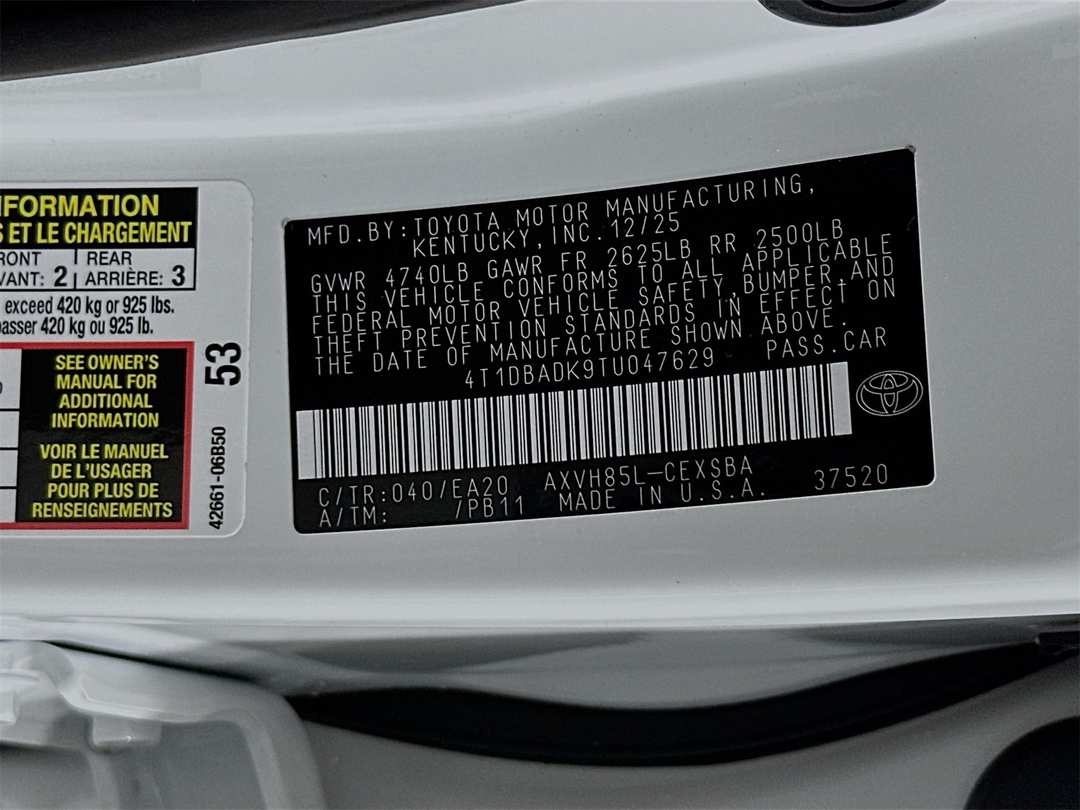 NFORMATION
S ET LE CHARGEMENT
RONT | REAR
VANT: 2 | ARRIÈRE: 3
exceed 420 kg or 925 lbs.
passer 420 kg ou 925 lb.
SEE OWNER'S
MANUAL FOR
ADDITIONAL
INFORMATION
VOIR LE MANUEL
DE L'USAGER
POUR PLUS DE
RENSEIGNEMENTS
53
42661-06B50
MFD.BY:TOYOTA MOTOR MANUFACTURING,
KENTUCKY,INC.12/25
GVWR 4740LB GAWR FR 2625LB RR 2500LB
THIS VEHICLE CONFORMS TO ALL APPLICABLE
FEDERAL MOTOR VEHICLE SAFETY,BUMPER,AND
THEFT PREVENTION STANDARDS IN EFFECT ON
THE DATE OF MANUFACTURE SHOWN ABOVE.
4T1DBADK9TU047629 PASS.CAR
C/TR:040/EA20 AXVH85L-CEXSBA
A/TM: /PB11 MADE IN U.S.A. 37520